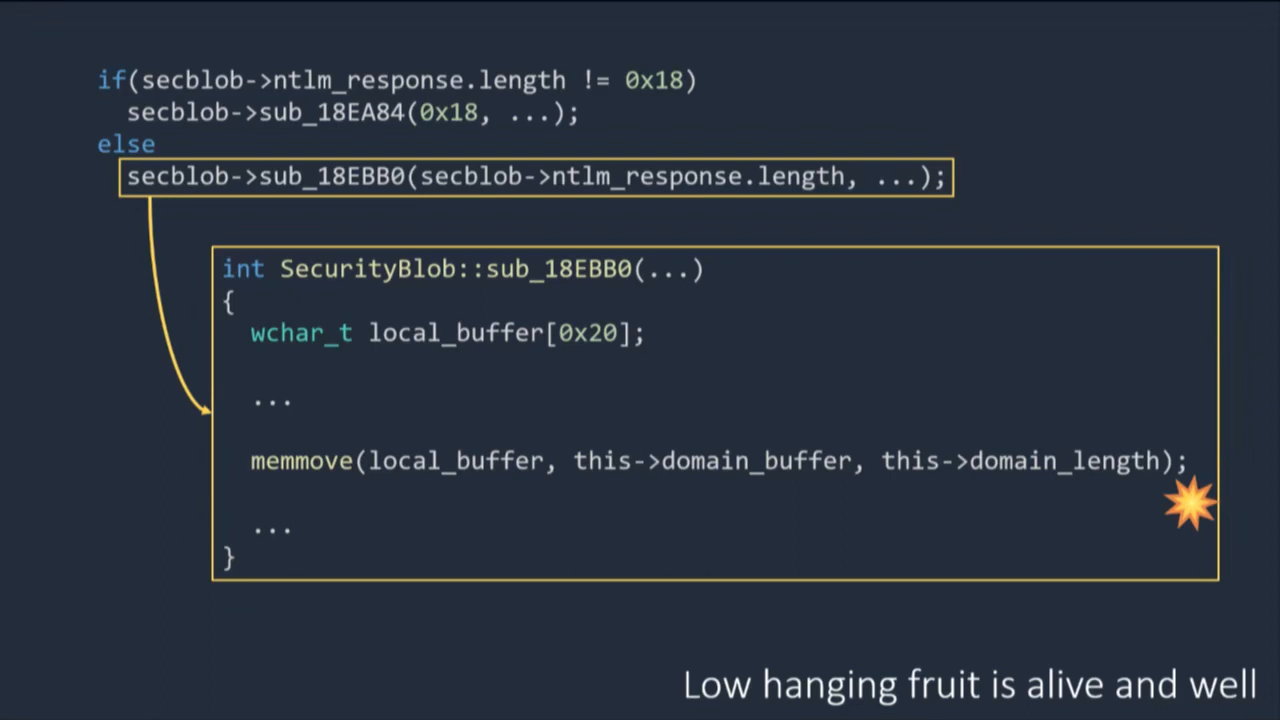 if(secblob->ntlm_response.length != 0x18)
secblob->sub_18EA84(0x18, ...);
else
secblob->sub_18EBB0(secblob->ntlm_response.length, ...);
int SecurityBlob::sub_18EBB0(...)
{
wchar_t local_buffer[0x20];
...
memmove(local_buffer, this->domain_buffer, this->domain_length);
...
}
Low hanging fruit is alive and well